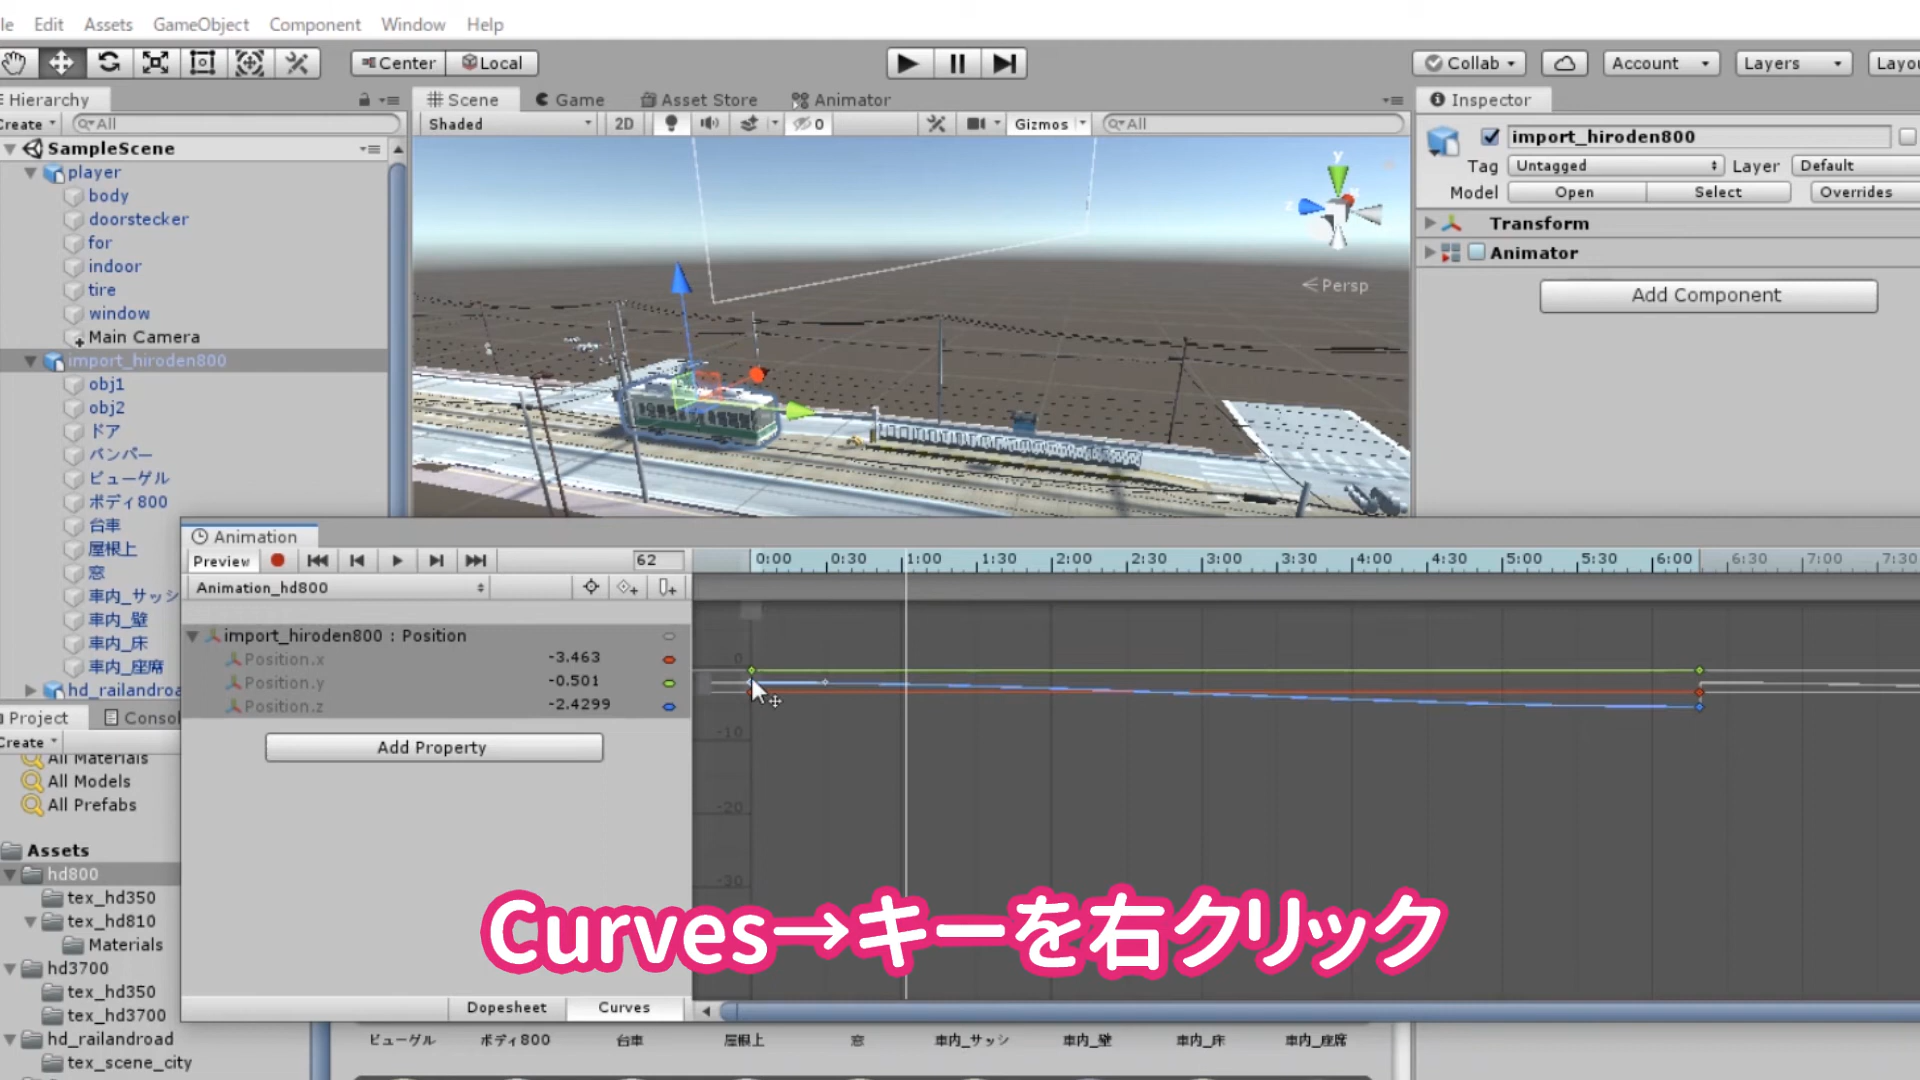 Edit Assets GameObject Component Window Help
Center Local
Collab Account Layers
Hierarchy
Create All
SampleScene
player
body
doorstecker
for
indoor
tire
window
Main Camera
import_hiroden800
obj1
obj2
ドア
バンパー
ビューゲル
ボディ800
台車
屋根上
窓
車内_サッシ
車内_壁
車内_床
車内_座席
hd_railandroa
Scene Game Asset Store Animator
Shaded 2D 0 Gizmos All
y
z
Persp
Inspector
import_hiroden800
Tag Untagged Layer Default
Model Open Select Overrides
Transform
Animator
Add Component
Animation
Preview 62
0:00 0:30 1:00 1:30 2:00 2:30 3:00 3:30 4:00 4:30 5:00 5:30 6:00 6:30 7:00 7:30
Animation_hd800
import_hiroden800 : Position
Position.x -3.463
Position.y -0.501
Position.z -2.4299
Add Property
0
-10
-20
-30
Dopesheet Curves
Project Consol
Create
All Materials
All Models
All Prefabs
Assets
hd800
tex_hd350
tex_hd810
Materials
hd3700
tex_hd350
tex_hd3700
hd_railandroad
tex_scene_city
Curves→キーを右クリック
ビューゲル ボディ800 台車 屋根上 窓 車内_サッシ 車内_壁 車内_床 車内_座席